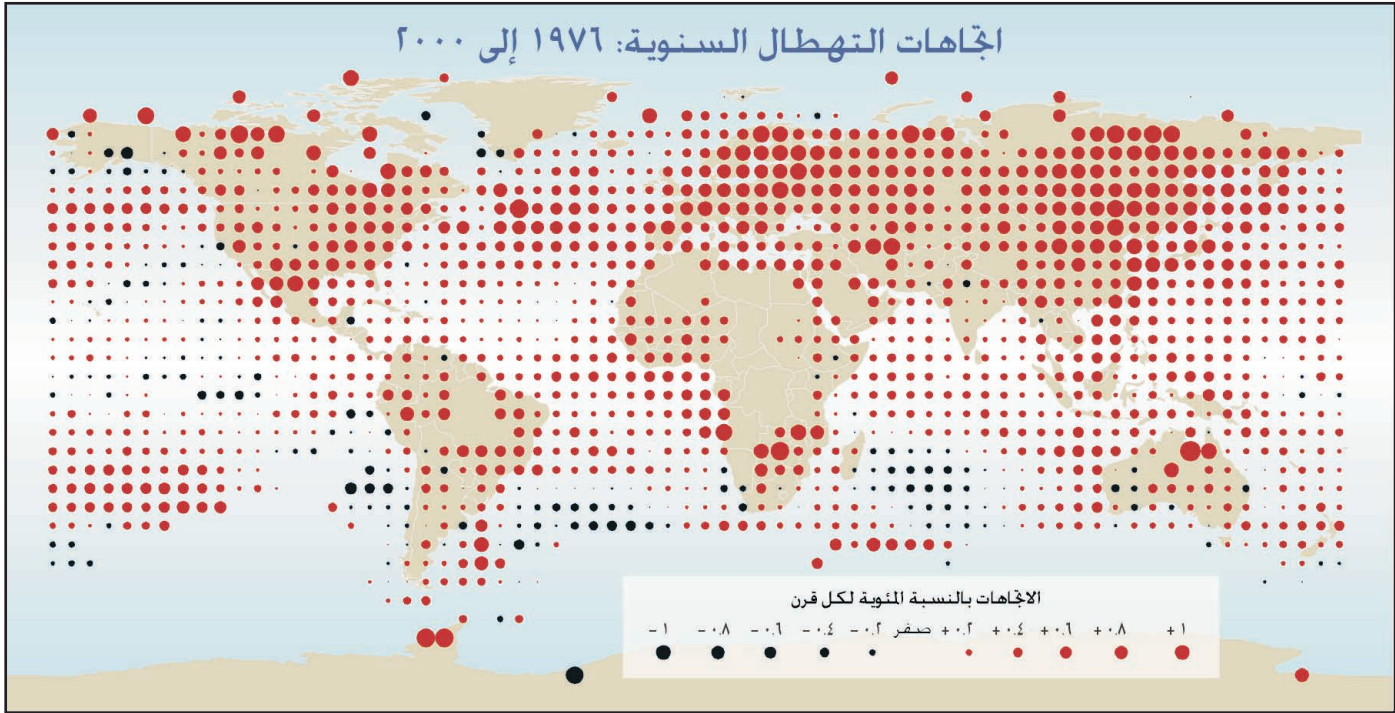 اتجاهات التهطال السنوية: ١٩٧٦ إلى ٢٠٠٠
الاتجاهات بالنسبة المئوية لكل قرن
١ − ٠.٨ − ٠.٦ − ٠.٤ − ٠.٢ − صفر ٠.٢ + ٠.٤ + ٠.٦ + ٠.٨ + ١ +